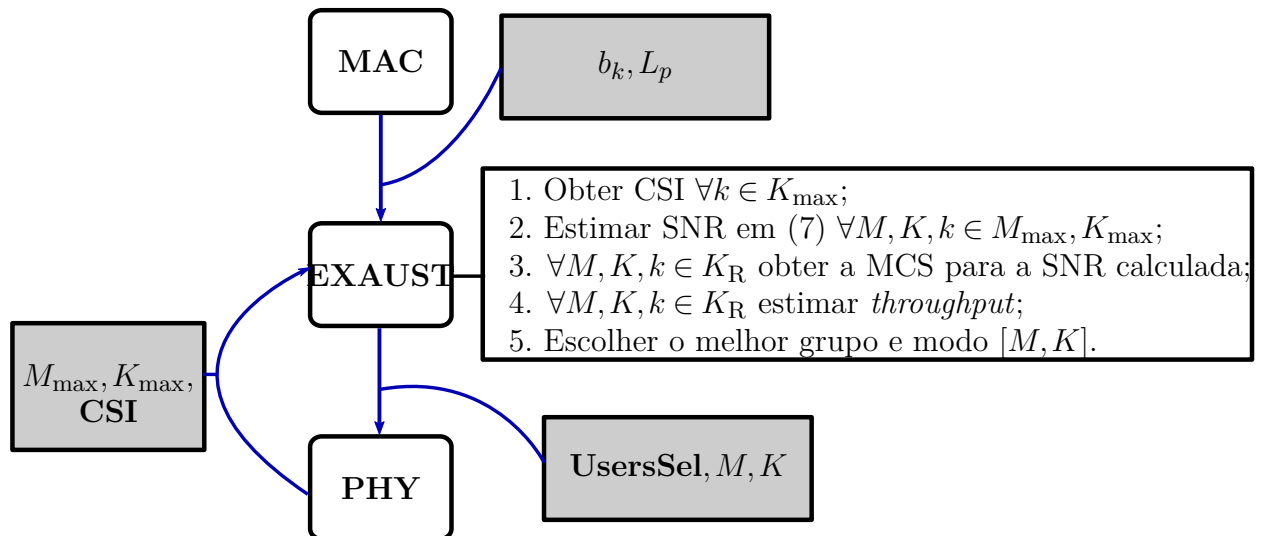 MAC
b_k, L_p
1. Obter CSI ∀k ∈ K_max;
2. Estimar SNR em (7) ∀M, K, k ∈ M_max, K_max;
3. ∀M, K, k ∈ K_R obter a MCS para a SNR calculada;
4. ∀M, K, k ∈ K_R estimar throughput;
5. Escolher o melhor grupo e modo [M, K].
EXAUST
M_max, K_max,
CSI
UsersSel, M, K
PHY